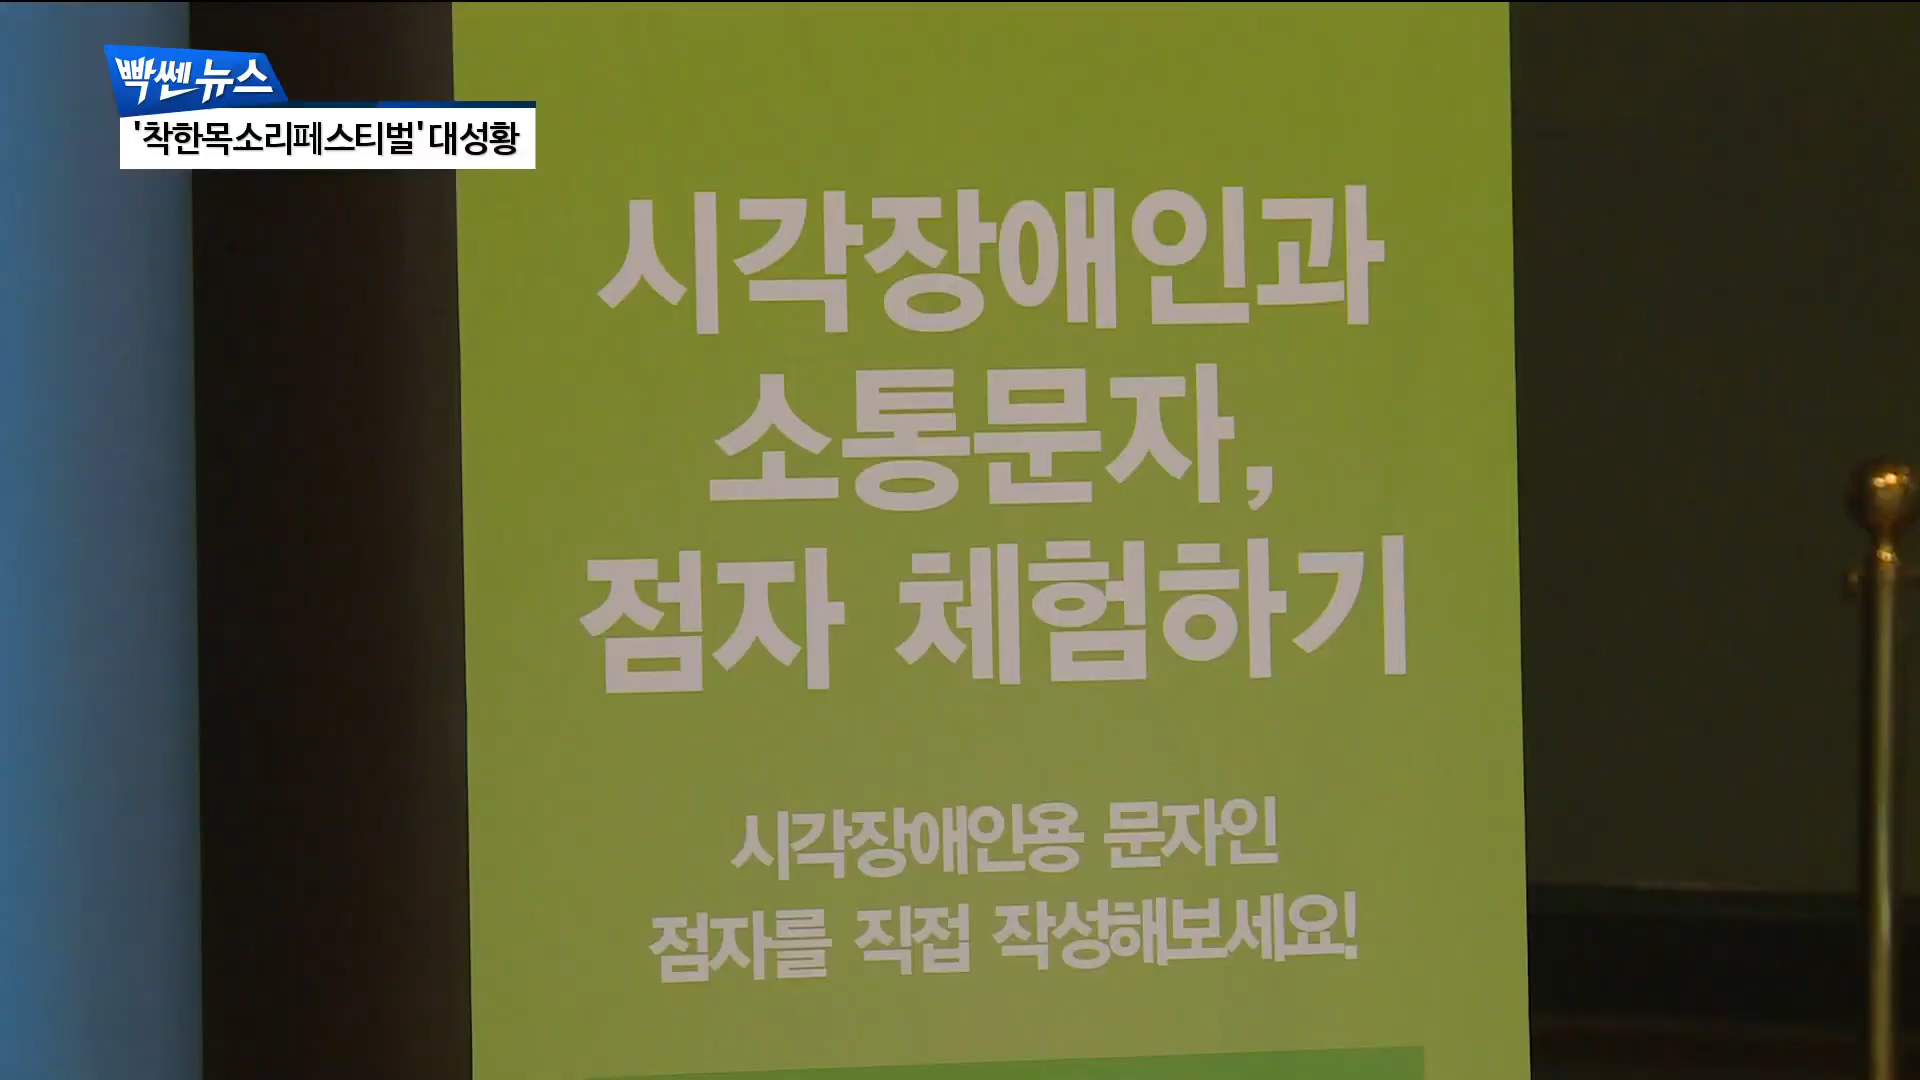 빡쎈뉴스
'착한목소리페스티벌' 대성황
시각장애인과
소통문자,
점자 체험하기
시각장애인용 문자인
점자를 직접 작성해보세요!